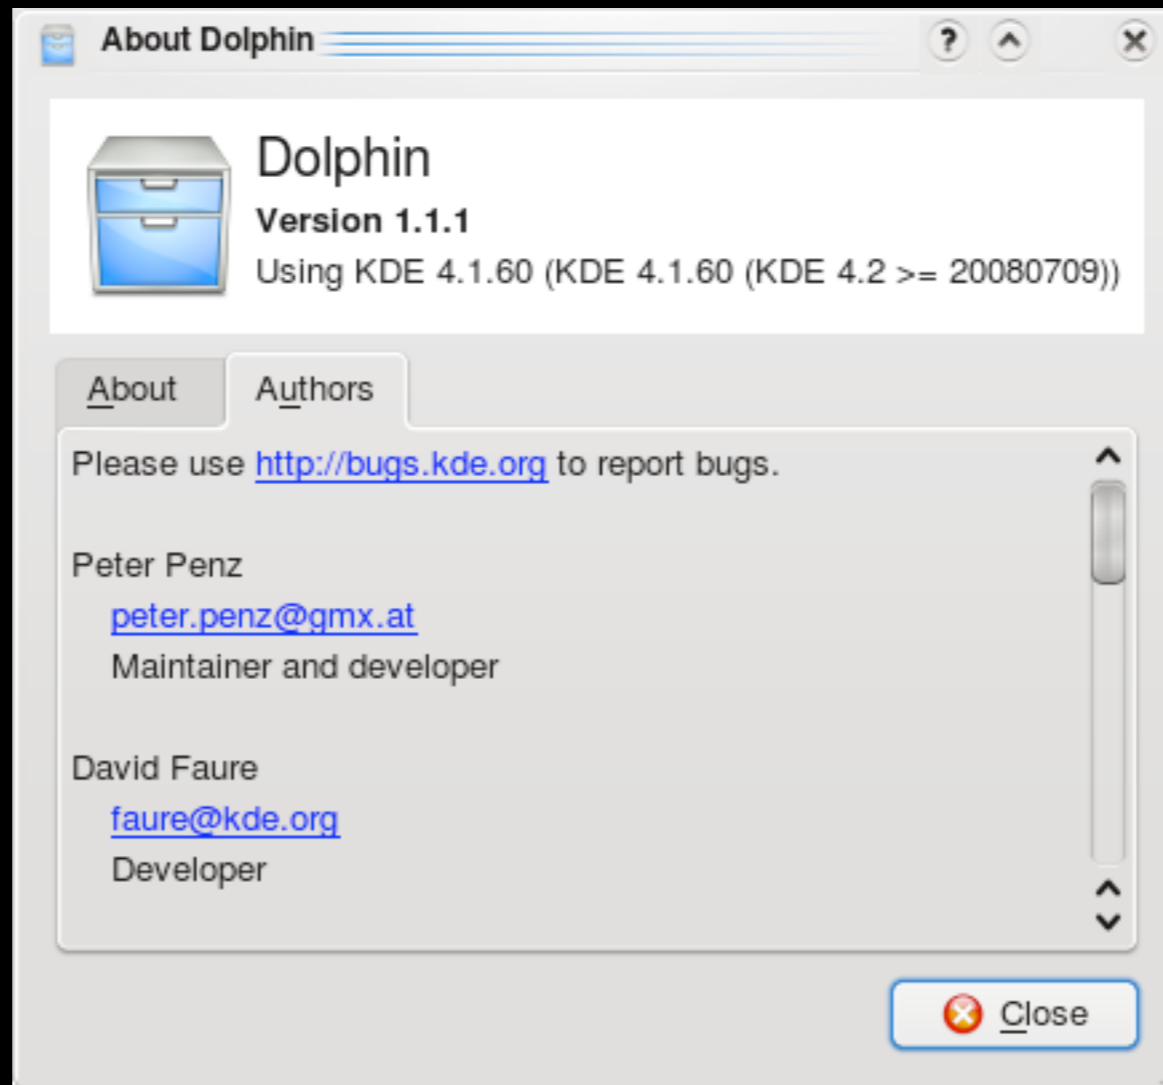 About Dolphin
?
Dolphin
Version 1.1.1
Using KDE 4.1.60 (KDE 4.1.60 (KDE 4.2 >= 20080709))
About
Authors
Please use http://bugs.kde.org to report bugs.
Peter Penz
peter.penz@gmx.at
Maintainer and developer
David Faure
faure@kde.org
Developer
Close